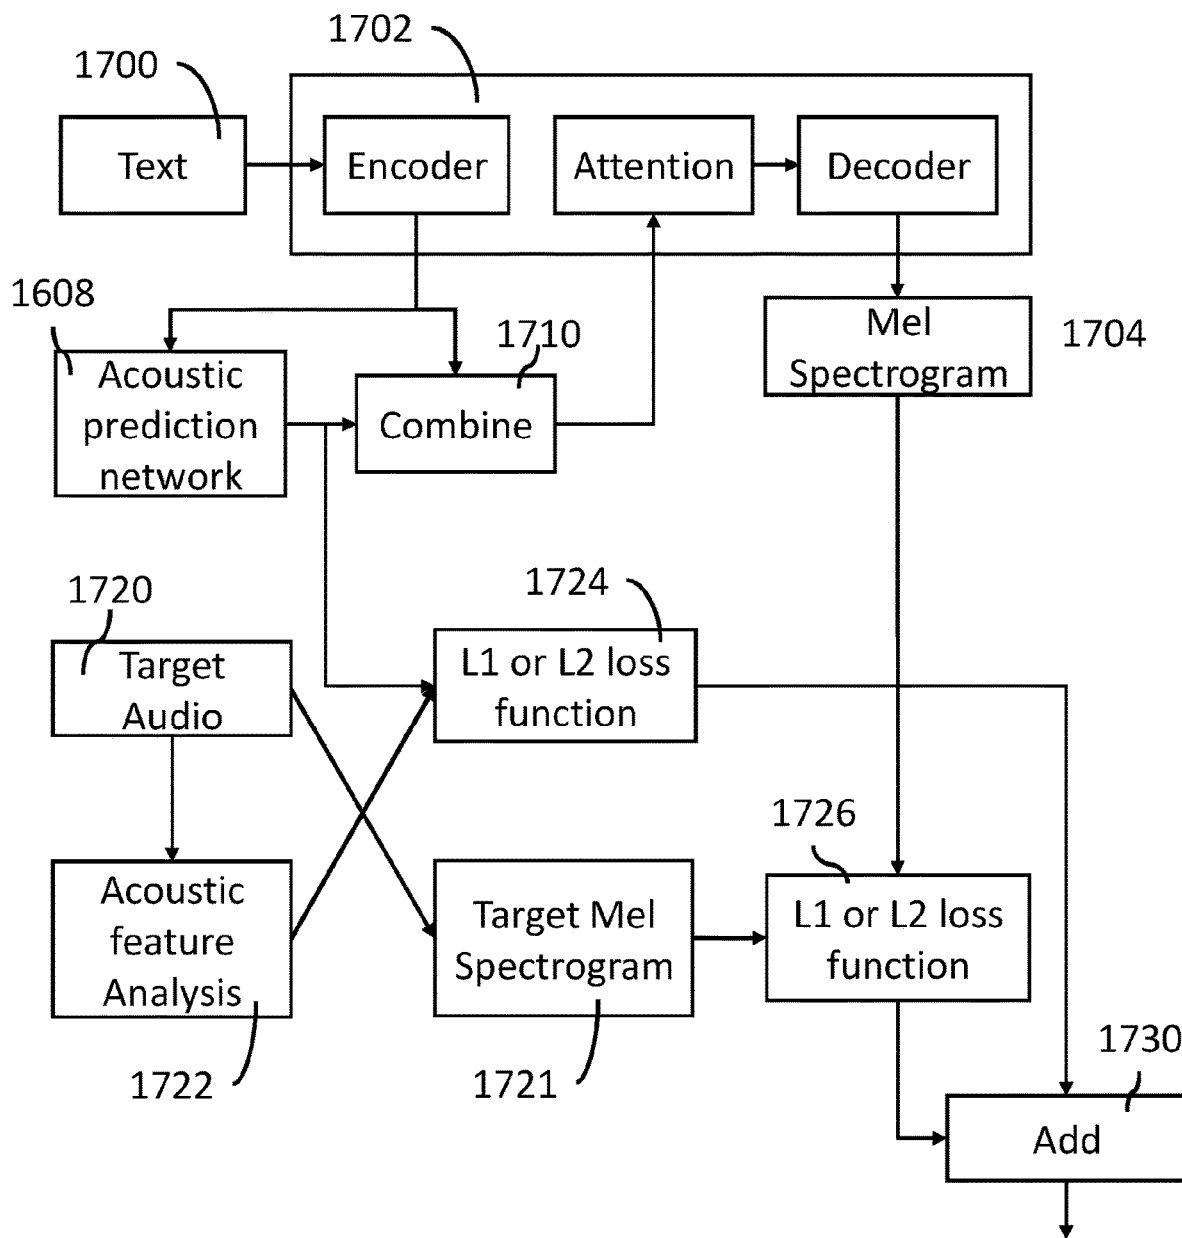 1702
1700
Text
Encoder
Attention
Decoder
1608
1710
Mel
Spectrogram
1704
Acoustic
prediction
network
Combine
1720
1724
Target
Audio
L1 or L2 loss
function
1726
Acoustic
feature
Analysis
Target Mel
Spectrogram
L1 or L2 loss
function
1722
1721
1730
Add